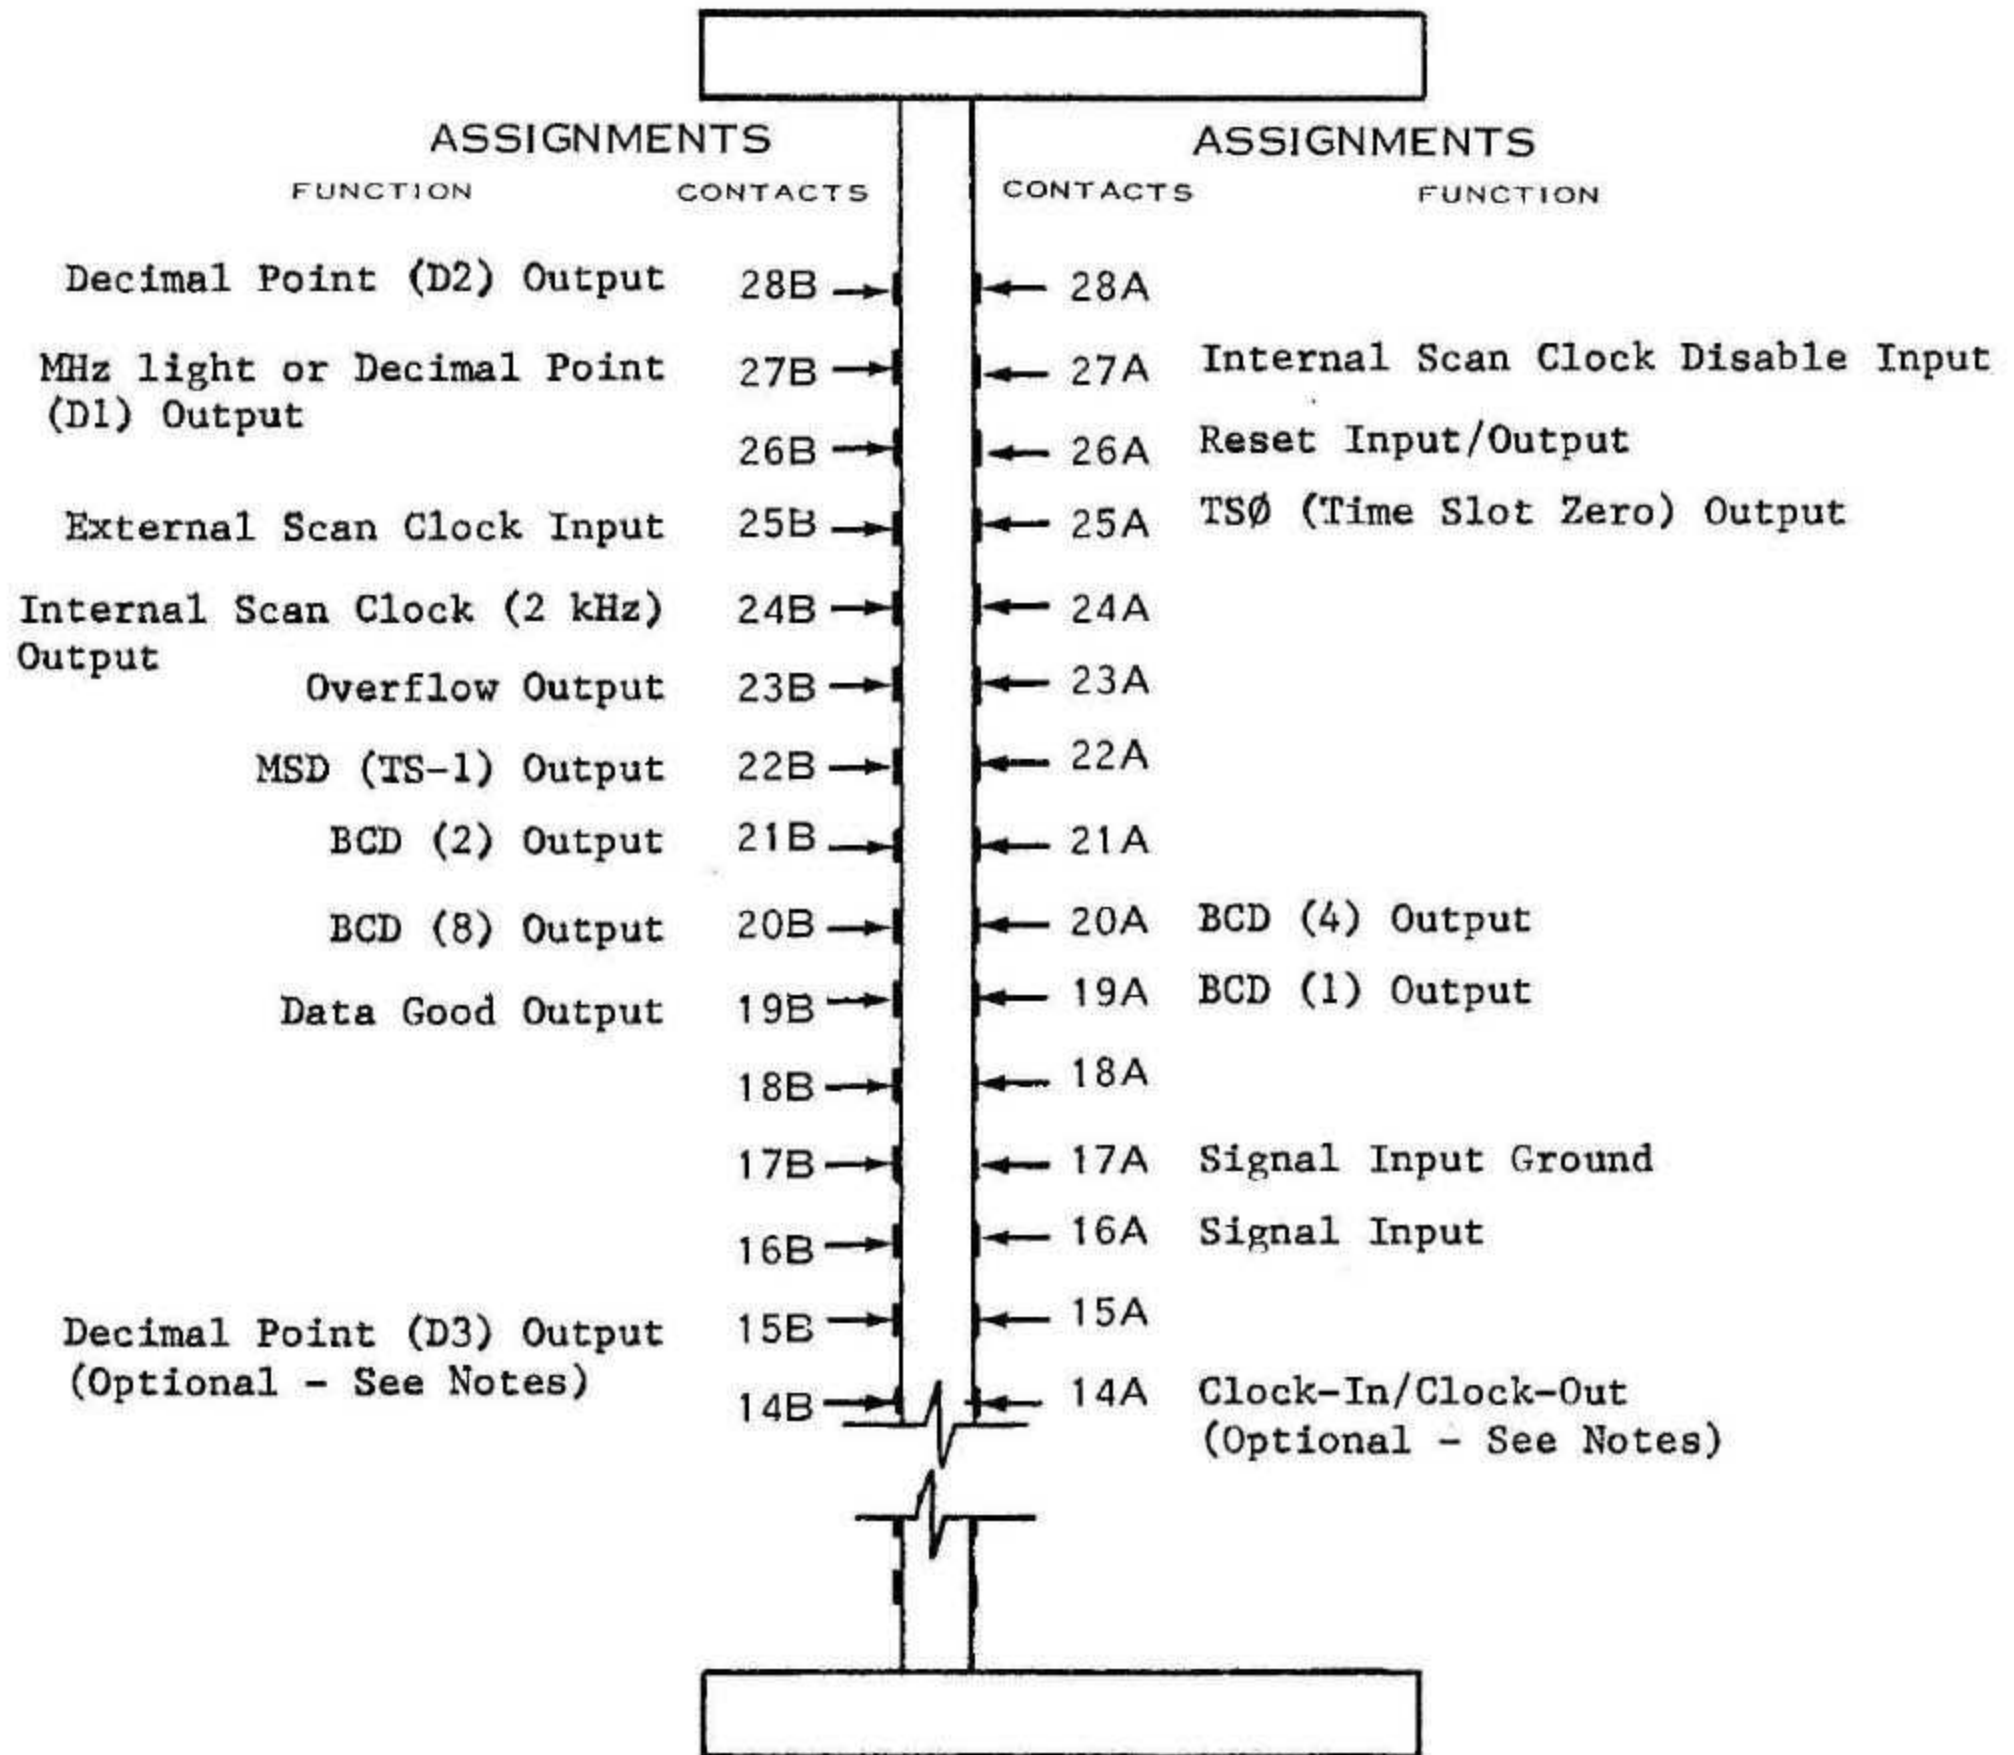 ASSIGNMENTS ASSIGNMENTS
FUNCTION CONTACTS CONTACTS FUNCTION
Decimal Point (D2) Output 28B 28A
MHz light or Decimal Point 27B 27A Internal Scan Clock Disable Input
(D1) Output
26B 26A Reset Input/Output
External Scan Clock Input 25B 25A TSØ (Time Slot Zero) Output
Internal Scan Clock (2 kHz) 24B 24A
Output
Overflow Output 23B 23A
MSD (TS-1) Output 22B 22A
BCD (2) Output 21B 21A
BCD (8) Output 20B 20A BCD (4) Output
Data Good Output 19B 19A BCD (1) Output
18B 18A
17B 17A Signal Input Ground
16B 16A Signal Input
Decimal Point (D3) Output 15B 15A
(Optional - See Notes)
14B 14A Clock-In/Clock-Out
(Optional - See Notes)